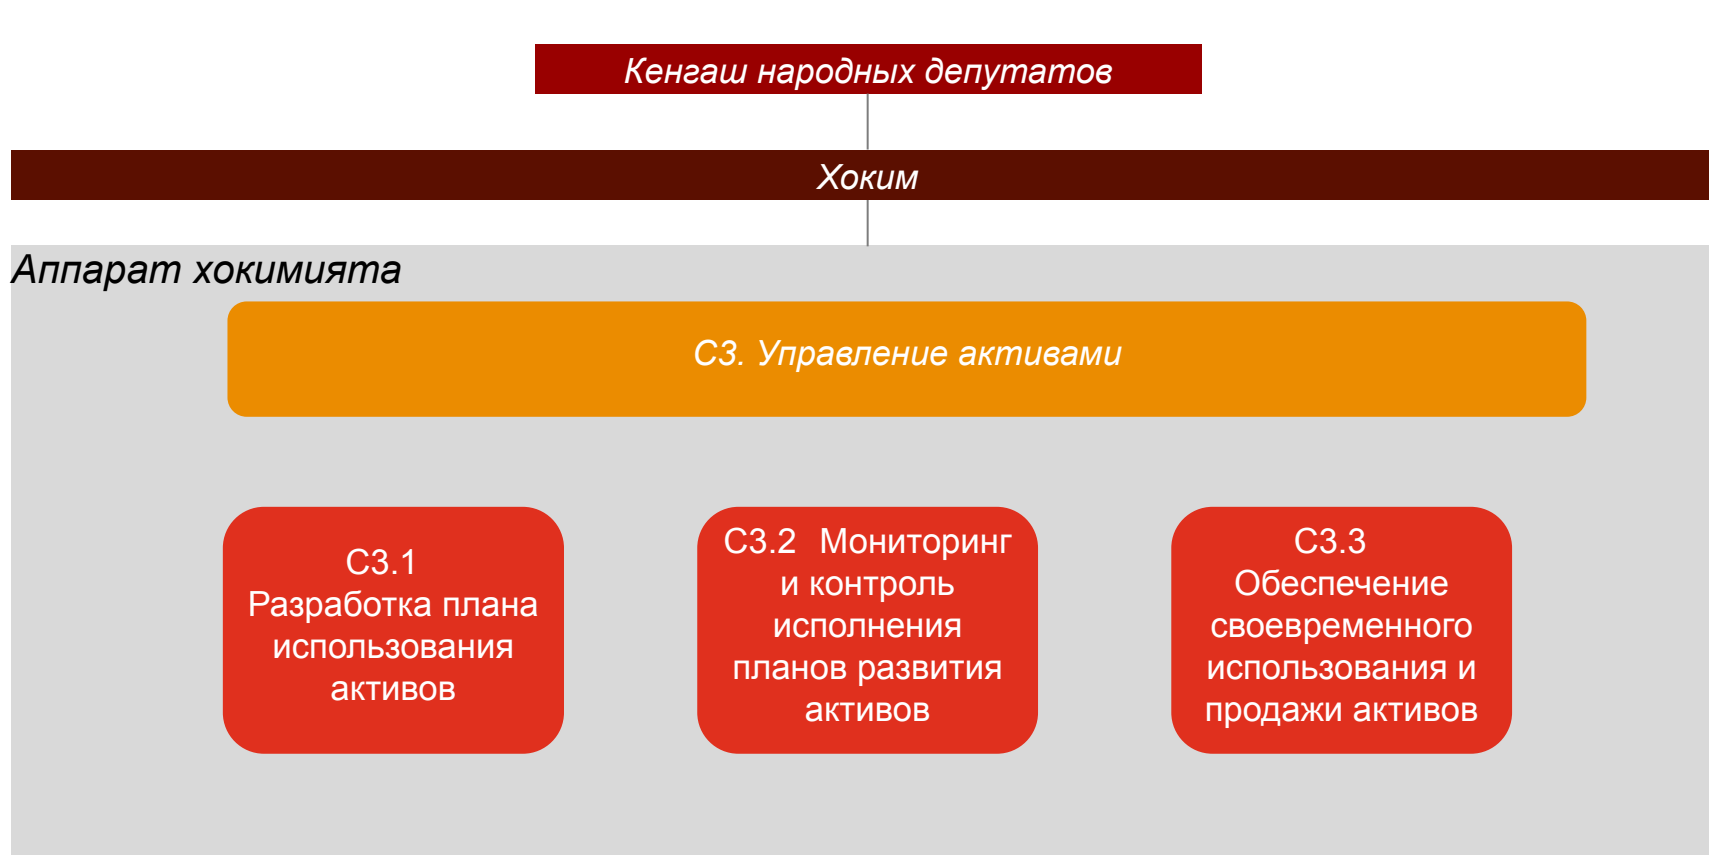 Кенгаш народных депутатов
Хоким
Аппарат хокимията
С3. Управление активами
С3.1
Разработка плана
использования
активов
С3.2 Мониторинг
и контроль
исполнения
планов развития
активов
С3.3
Обеспечение
своевременного
использования и
продажи активов